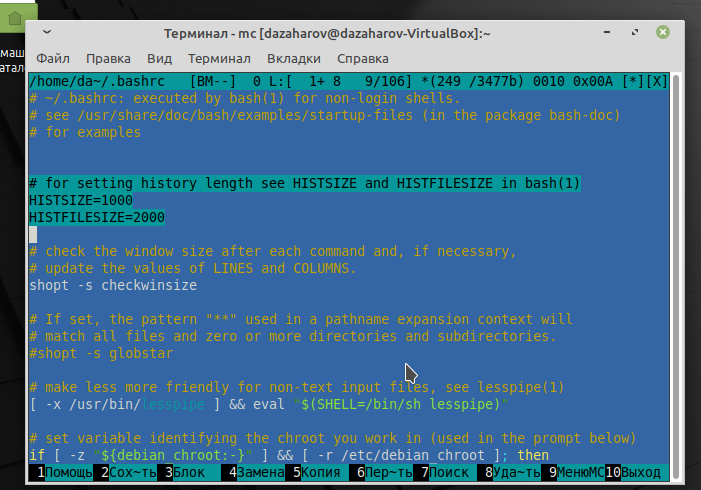 маш
атало
Терминал - mc [dazaharov@dazaharov-VirtualBox]:~
Файл Правка Вид Терминал Вкладки Справка
/home/da~/.bashrc [BM--] 0 L:[ 1+ 8 9/106] *(249 /3477b) 0010 0x00A [*][X]
# ~/.bashrc: executed by bash(1) for non-login shells.
# see /usr/share/doc/bash/examples/startup-files (in the package bash-doc)
# for examples
# for setting history length see HISTSIZE and HISTFILESIZE in bash(1)
HISTSIZE=1000
HISTFILESIZE=2000
# check the window size after each command and, if necessary,
# update the values of LINES and COLUMNS.
shopt -s checkwinsize
# If set, the pattern "**" used in a pathname expansion context will
# match all files and zero or more directories and subdirectories.
#shopt -s globstar
# make less more friendly for non-text input files, see lesspipe(1)
[ -x /usr/bin/lesspipe ] && eval "$(SHELL=/bin/sh lesspipe)"
# set variable identifying the chroot you work in (used in the prompt below)
if [ -z "${debian_chroot:-}" ] && [ -r /etc/debian_chroot ]; then
1Помощь 2Сох~ть 3Блок 4Замена 5Копия 6Пер~ть 7Поиск 8Уда~ть 9МенюMC 10Выход